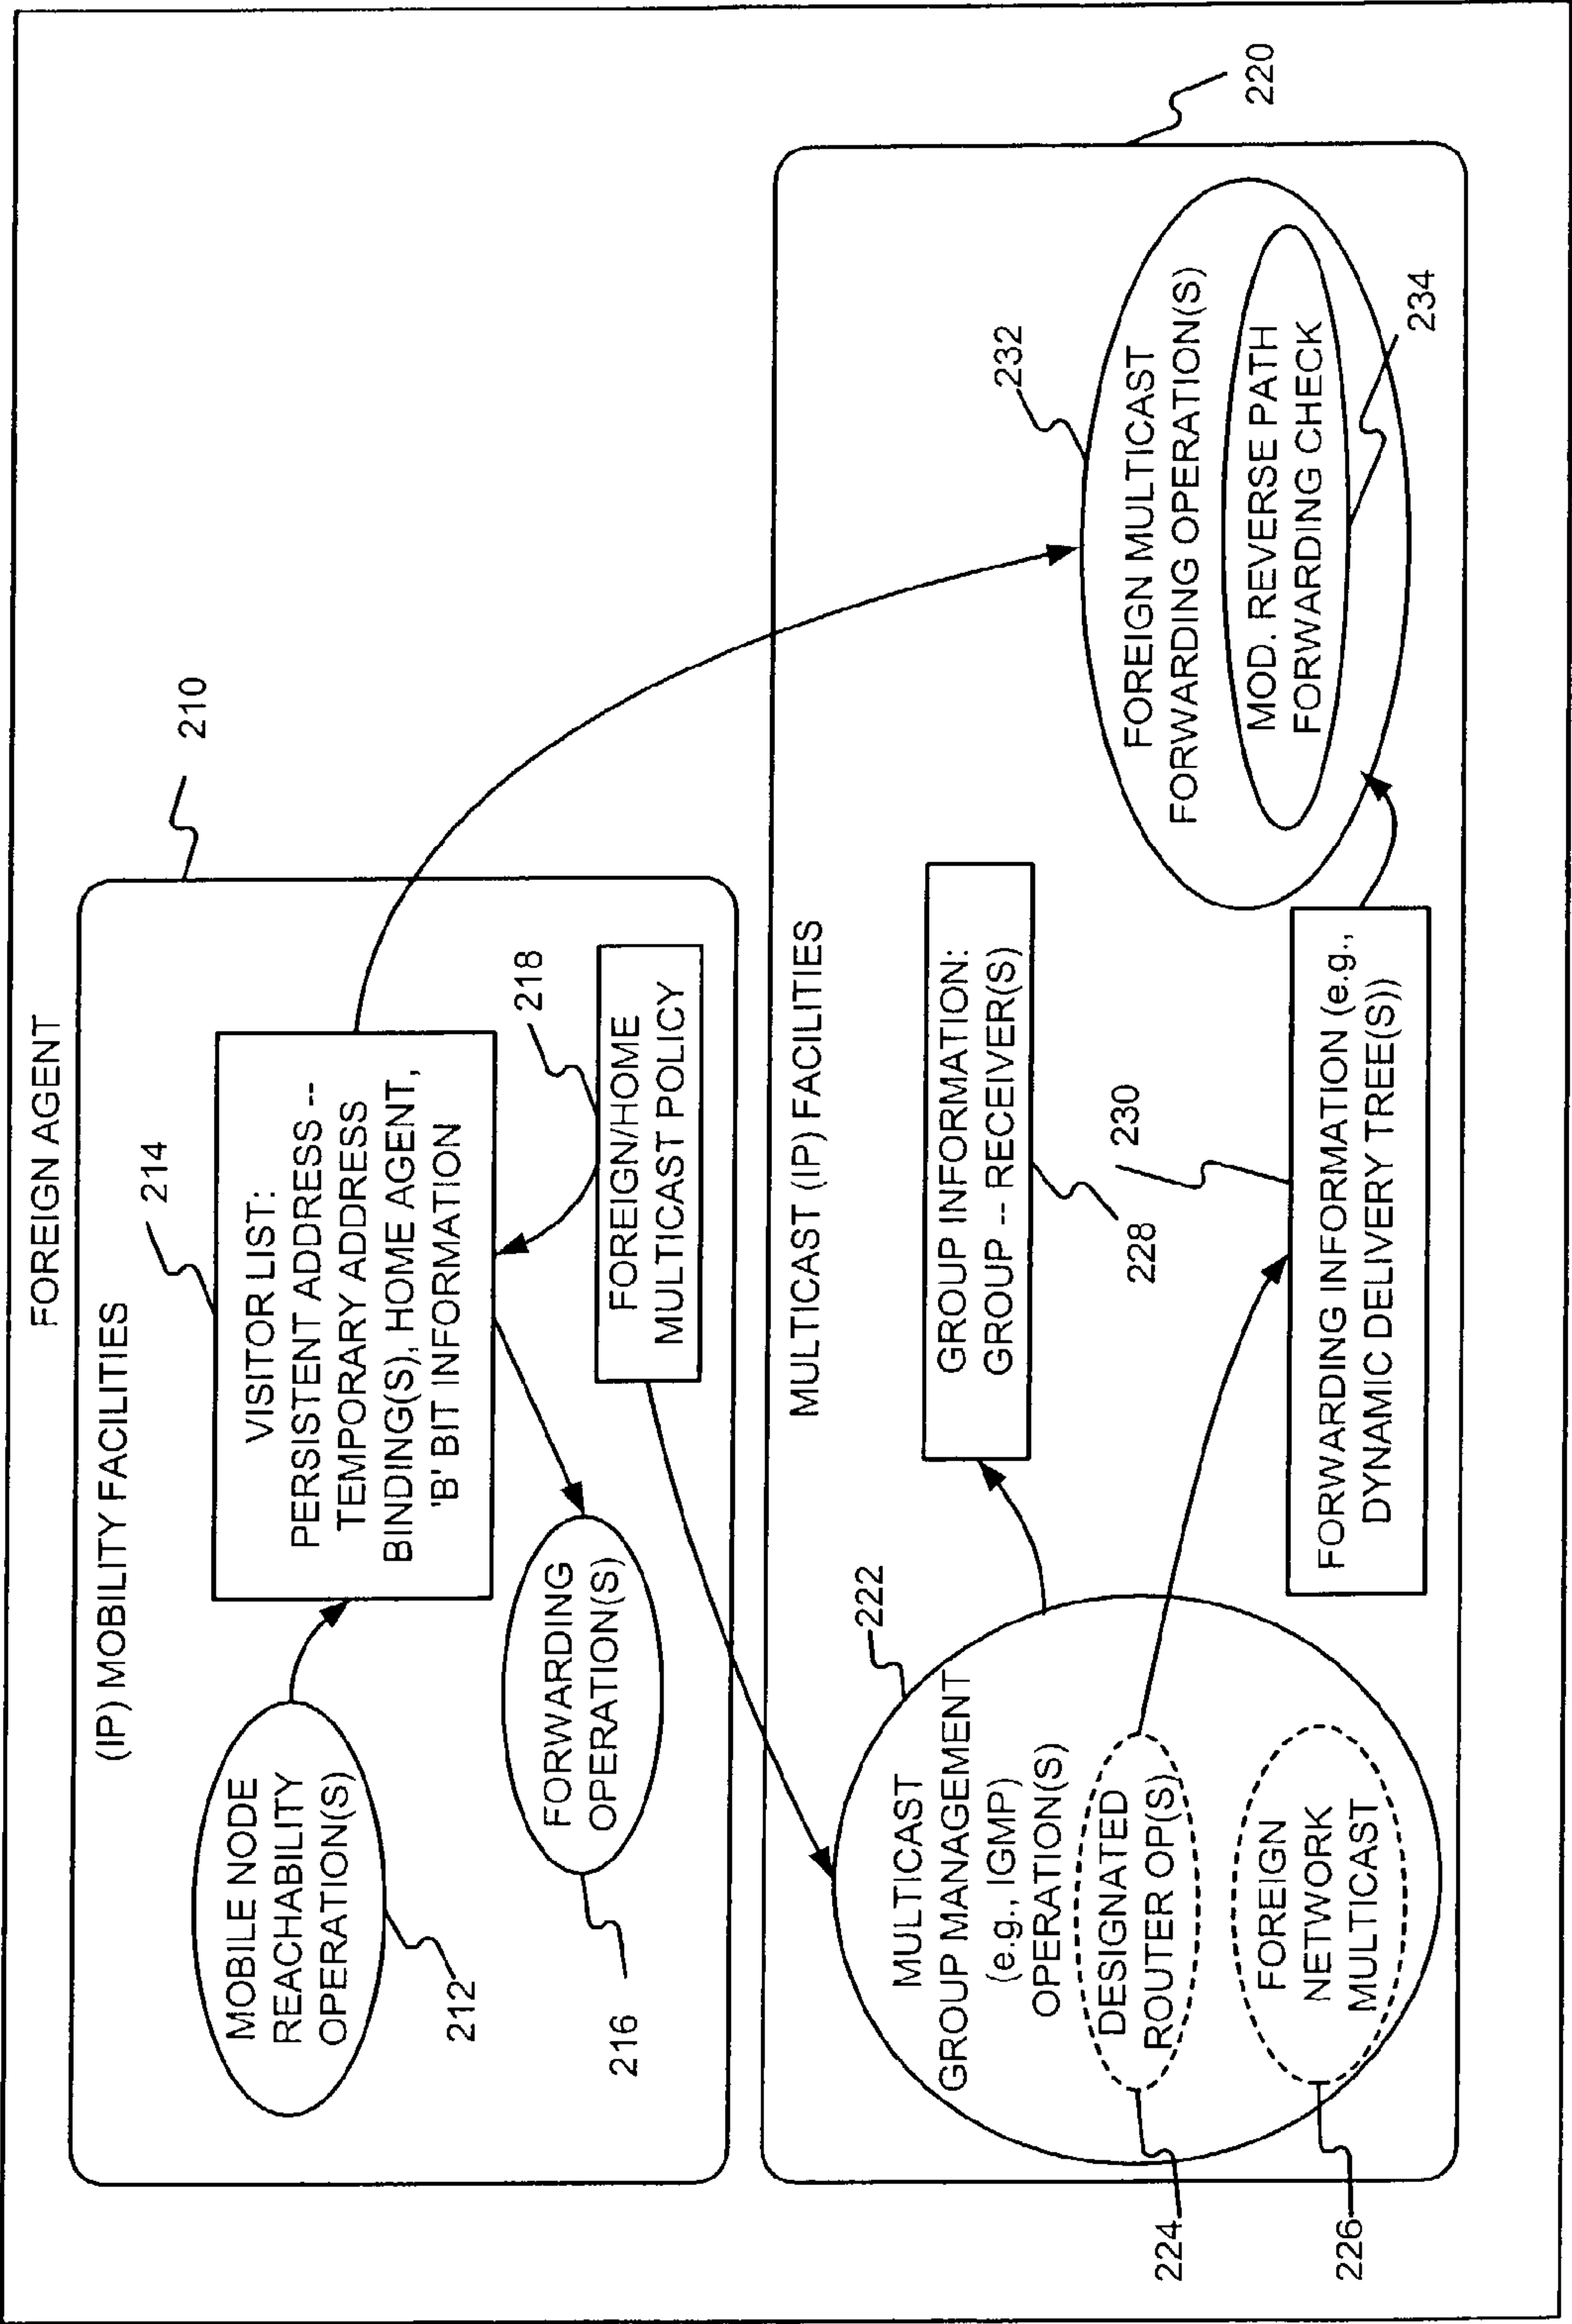 FOREIGN AGENT
(IP) MOBILITY FACILITIES
210
MOBILE NODE
REACHABILITY
OPERATION(S)
212
214
VISITOR LIST:
PERSISTENT ADDRESS --
TEMPORARY ADDRESS
BINDING(S), HOME AGENT,
'B' BIT INFORMATION
FORWARDING
OPERATION(S)
216
218
FOREIGN/HOME
MULTICAST POLICY
MULTICAST (IP) FACILITIES
220
222
MULTICAST
GROUP MANAGEMENT
(e.g., IGMP)
OPERATION(S)
DESIGNATED
ROUTER OP(S)
224
FOREIGN
NETWORK
MULTICAST
226
GROUP INFORMATION:
GROUP -- RECEIVER(S)
228
230
FORWARDING INFORMATION (e.g.,
DYNAMIC DELIVERY TREE(S))
232
FOREIGN MULTICAST
FORWARDING OPERATION(S)
MOD. REVERSE PATH
FORWARDING CHECK
234